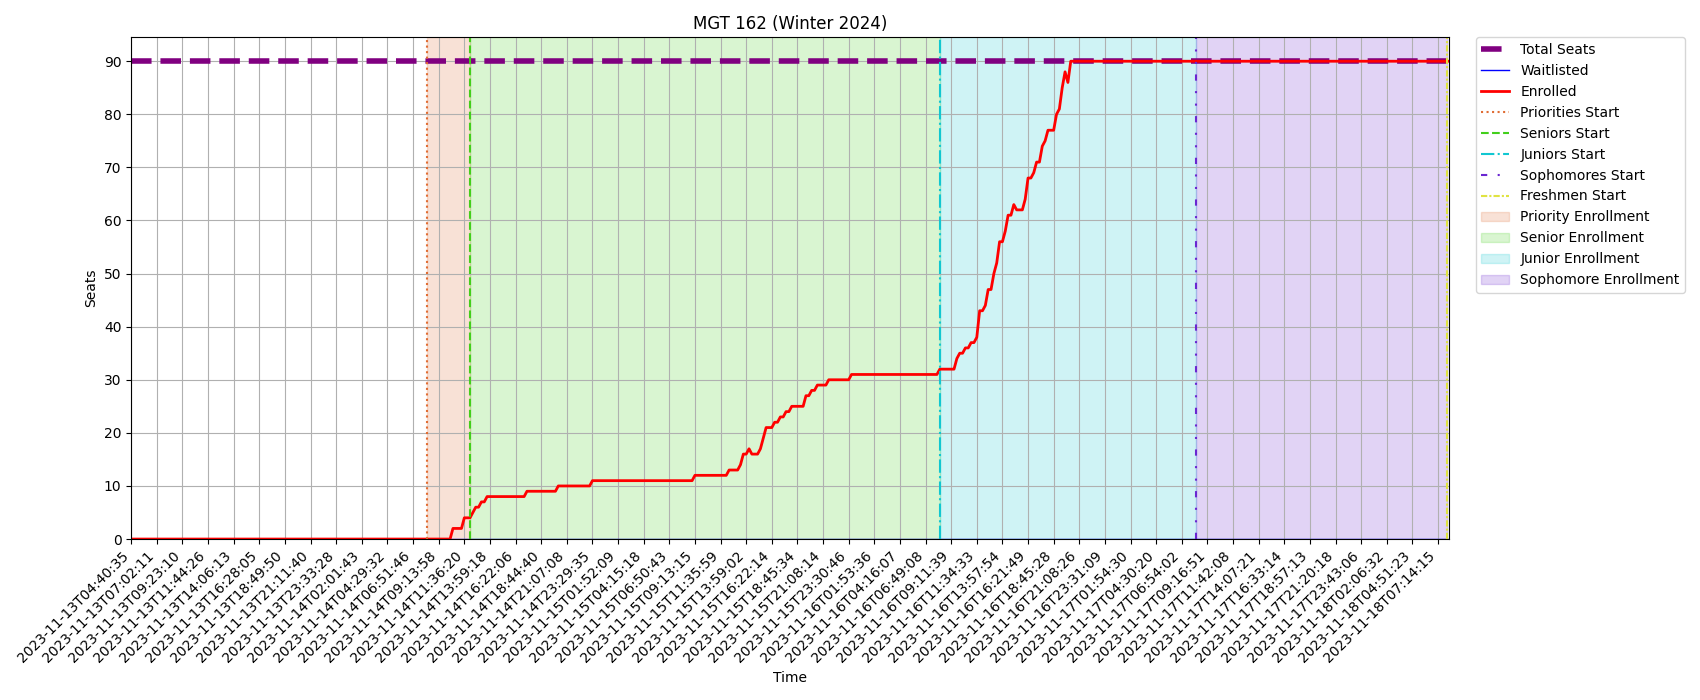 MGT 162 (Winter 2024)
Seats
90
80
70
60
50
40
30
20
10
0
2023-11-13T04:40:35
2023-11-13T07:02:11
2023-11-13T09:23:10
2023-11-13T11:44:26
2023-11-13T14:06:13
2023-11-13T16:28:05
2023-11-13T18:49:50
2023-11-13T21:11:40
2023-11-13T23:33:28
2023-11-14T02:01:43
2023-11-14T04:29:32
2023-11-14T06:51:46
2023-11-14T09:13:58
2023-11-14T11:36:20
2023-11-14T13:59:18
2023-11-14T16:22:06
2023-11-14T18:44:40
2023-11-14T21:07:08
2023-11-14T23:29:35
2023-11-15T01:52:09
2023-11-15T04:15:18
2023-11-15T06:50:43
2023-11-15T09:13:15
2023-11-15T11:35:59
2023-11-15T13:59:02
2023-11-15T16:22:14
2023-11-15T18:45:34
2023-11-15T21:08:14
2023-11-15T23:30:46
2023-11-16T01:53:36
2023-11-16T04:16:07
2023-11-16T06:49:08
2023-11-16T09:11:39
2023-11-16T11:34:33
2023-11-16T13:57:54
2023-11-16T16:21:49
2023-11-16T18:45:28
2023-11-16T21:08:26
2023-11-16T23:31:09
2023-11-17T01:54:30
2023-11-17T04:30:20
2023-11-17T06:54:02
2023-11-17T09:16:51
2023-11-17T11:42:08
2023-11-17T14:07:21
2023-11-17T16:33:14
2023-11-17T18:57:13
2023-11-17T21:20:18
2023-11-17T23:43:06
2023-11-18T02:06:32
2023-11-18T04:51:23
2023-11-18T07:14:15
Time
Total Seats
Waitlisted
Enrolled
Priorities Start
Seniors Start
Juniors Start
Sophomores Start
Freshmen Start
Priority Enrollment
Senior Enrollment
Junior Enrollment
Sophomore Enrollment